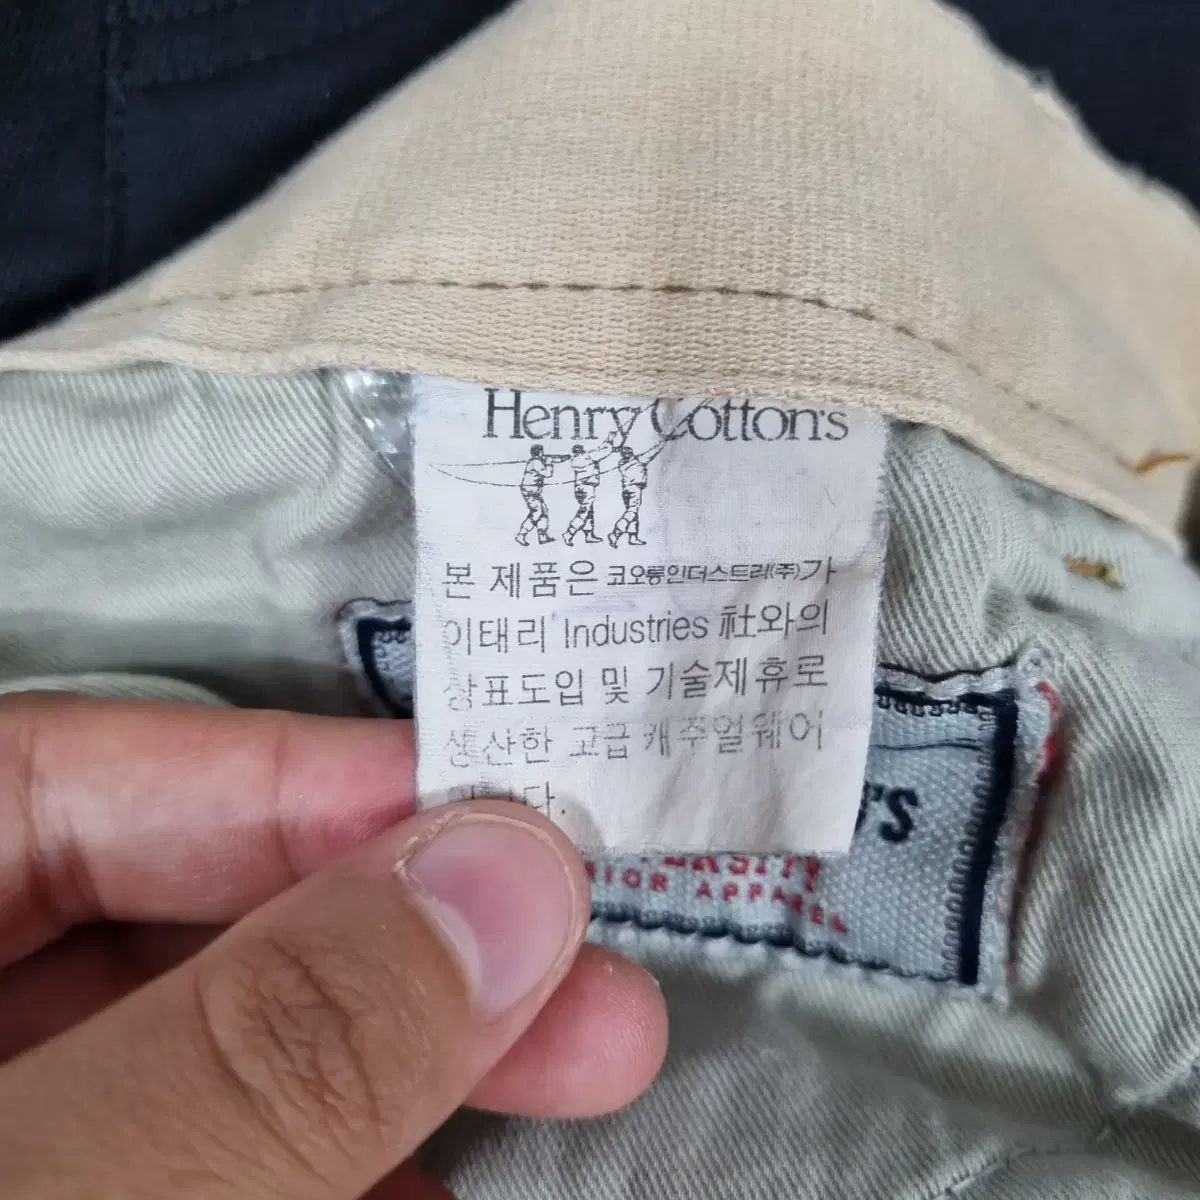 Henry Cotton's
본 제품은 코오롱인더스트리(주)가
이태리 Industries 社와의
상표도입 및 기술제휴로
생산한 고급 캐주얼웨어
'S
APPAREL